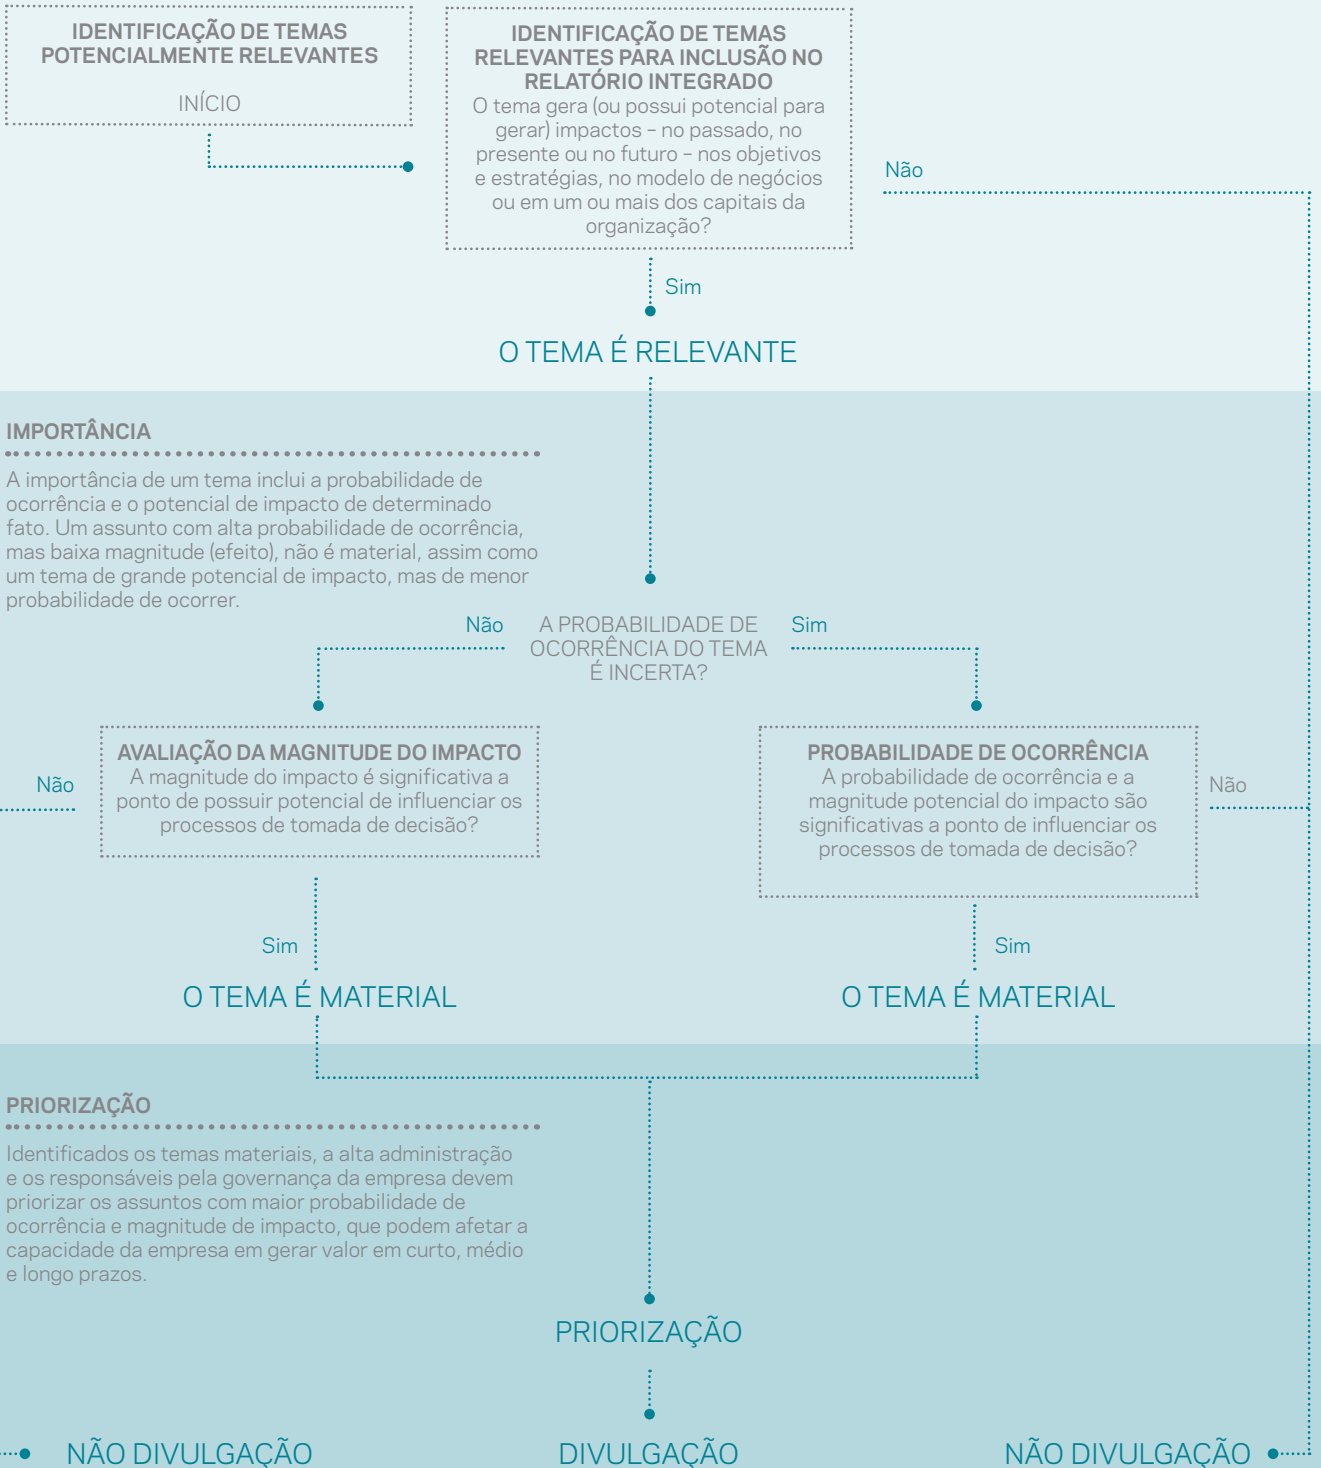 IDENTIFICAÇÃO DE TEMAS
POTENCIALMENTE RELEVANTES
INÍCIO
IDENTIFICAÇÃO DE TEMAS
RELEVANTES PARA INCLUSÃO NO
RELATÓRIO INTEGRADO
O tema gera (ou possui potencial para
gerar) impactos – no passado, no
presente ou no futuro – nos objetivos
e estratégias, no modelo de negócios
ou em um ou mais dos capitais da
organização?
Não
Sim
O TEMA É RELEVANTE
IMPORTÂNCIA
A importância de um tema inclui a probabilidade de
ocorrência e o potencial de impacto de determinado
fato. Um assunto com alta probabilidade de ocorrência,
mas baixa magnitude (efeito), não é material, assim como
um tema de grande potencial de impacto, mas de menor
probabilidade de ocorrer.
Não
A PROBABILIDADE DE
OCORRÊNCIA DO TEMA
É INCERTA?
Sim
Não
AVALIAÇÃO DA MAGNITUDE DO IMPACTO
A magnitude do impacto é significativa a
ponto de possuir potencial de influenciar os
processos de tomada de decisão?
PROBABILIDADE DE OCORRÊNCIA
A probabilidade de ocorrência e a
magnitude potencial do impacto são
significativas a ponto de influenciar os
processos de tomada de decisão?
Não
Sim
Sim
O TEMA É MATERIAL
O TEMA É MATERIAL
PRIORIZAÇÃO
Identificados os temas materiais, a alta administração
e os responsáveis pela governança da empresa devem
priorizar os assuntos com maior probabilidade de
ocorrência e magnitude de impacto, que podem afetar a
capacidade da empresa em gerar valor em curto, médio
e longo prazos.
PRIORIZAÇÃO
NÃO DIVULGAÇÃO
DIVULGAÇÃO
NÃO DIVULGAÇÃO